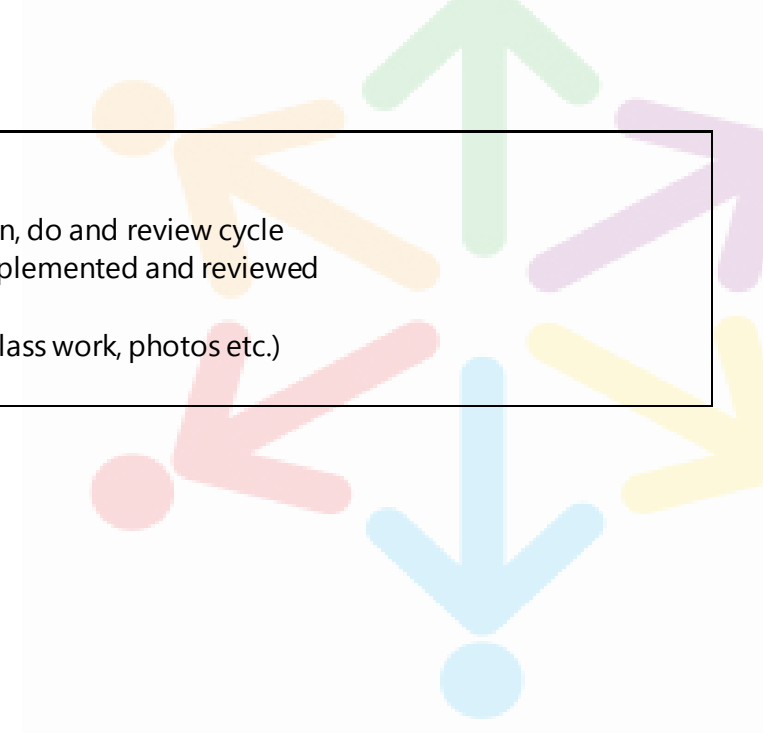 n, do and review cycle
plemented and reviewed
lass work, photos etc.)